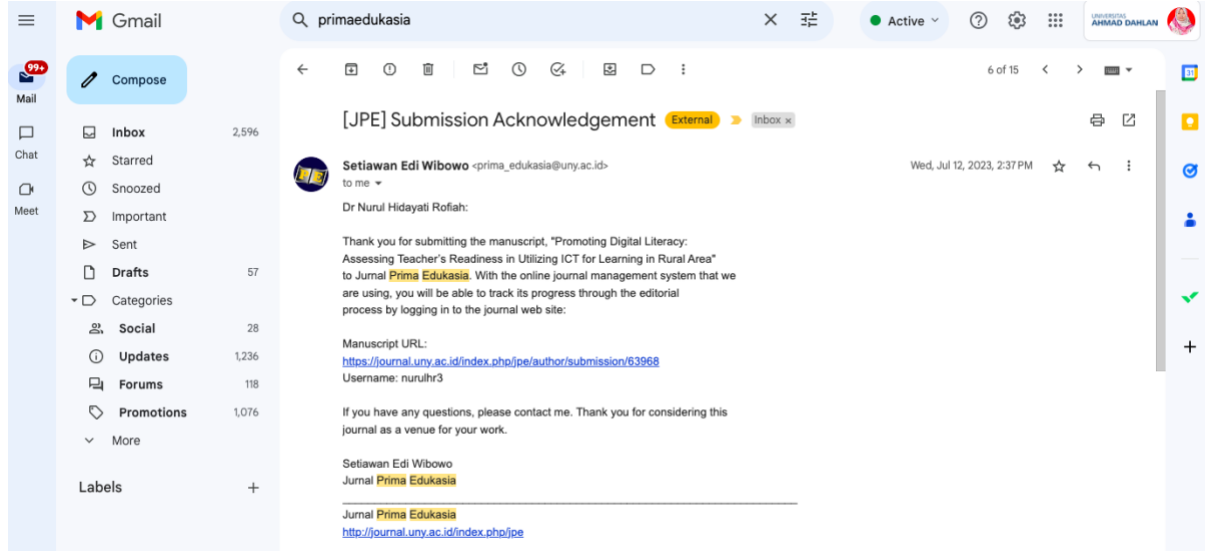 Gmail
primaedukasia
Active
UNIVERSITAS
AHMAD DAHLAN
99+
Mail
Chat
Meet
Compose
Inbox 2,596
Starred
Snoozed
Important
Sent
Drafts 57
Categories
Social 28
Updates 1,236
Forums 118
Promotions 1,076
More
Labels
6 of 15
31
[JPE] Submission Acknowledgement External Inbox x
PE
Setiawan Edi Wibowo <prima_edukasia@uny.ac.id> Wed, Jul 12, 2023, 2:37 PM
to me
Dr Nurul Hidayati Rofiah:
Thank you for submitting the manuscript, "Promoting Digital Literacy:
Assessing Teacher's Readiness in Utilizing ICT for Learning in Rural Area"
to Jurnal Prima Edukasia. With the online journal management system that we
are using, you will be able to track its progress through the editorial
process by logging in to the journal web site:
Manuscript URL:
https://journal.uny.ac.id/index.php/jpe/author/submission/63968
Username: nurulhr3
If you have any questions, please contact me. Thank you for considering this
journal as a venue for your work.
Setiawan Edi Wibowo
Jurnal Prima Edukasia
Jurnal Prima Edukasia
http://journal.uny.ac.id/index.php/jpe